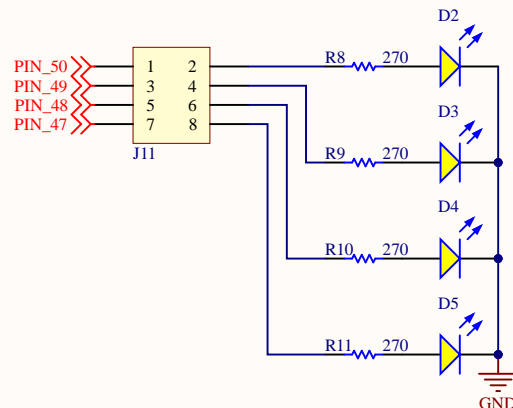 D2
PIN_50 1 2 R8 270
PIN_49 3 4
PIN_48 5 6 D3
PIN_47 7 8
J11 R9 270
D4
R10 270
D5
R11 270
GND